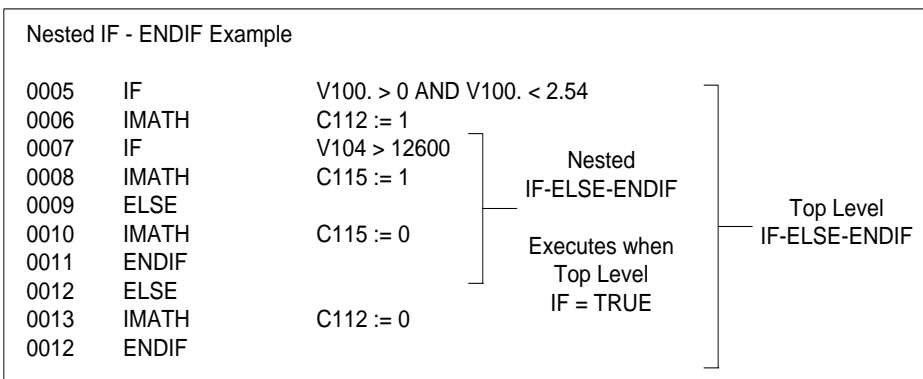 Nested IF - ENDIF Example
0005 IF V100. > 0 AND V100. < 2.54
0006 IMATH C112 := 1
0007 IF V104 > 12600
0008 IMATH C115 := 1
0009 ELSE
0010 IMATH C115 := 0
0011 ENDIF
0012 ELSE
0013 IMATH C112 := 0
0012 ENDIF
Nested
IF-ELSE-ENDIF
Executes when
Top Level
IF = TRUE
Top Level
IF-ELSE-ENDIF